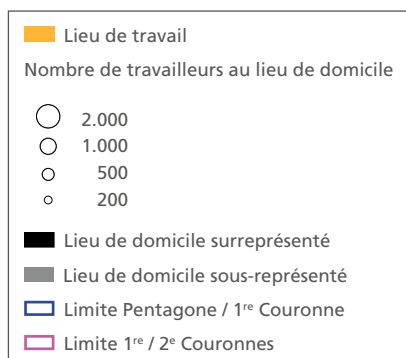 Lieu de travail
Nombre de travailleurs au lieu de domicile
2.000
1.000
500
200
Lieu de domicile surreprésenté
Lieu de domicile sous-représenté
Limite Pentagone / 1re Couronne
Limite 1re / 2e Couronnes